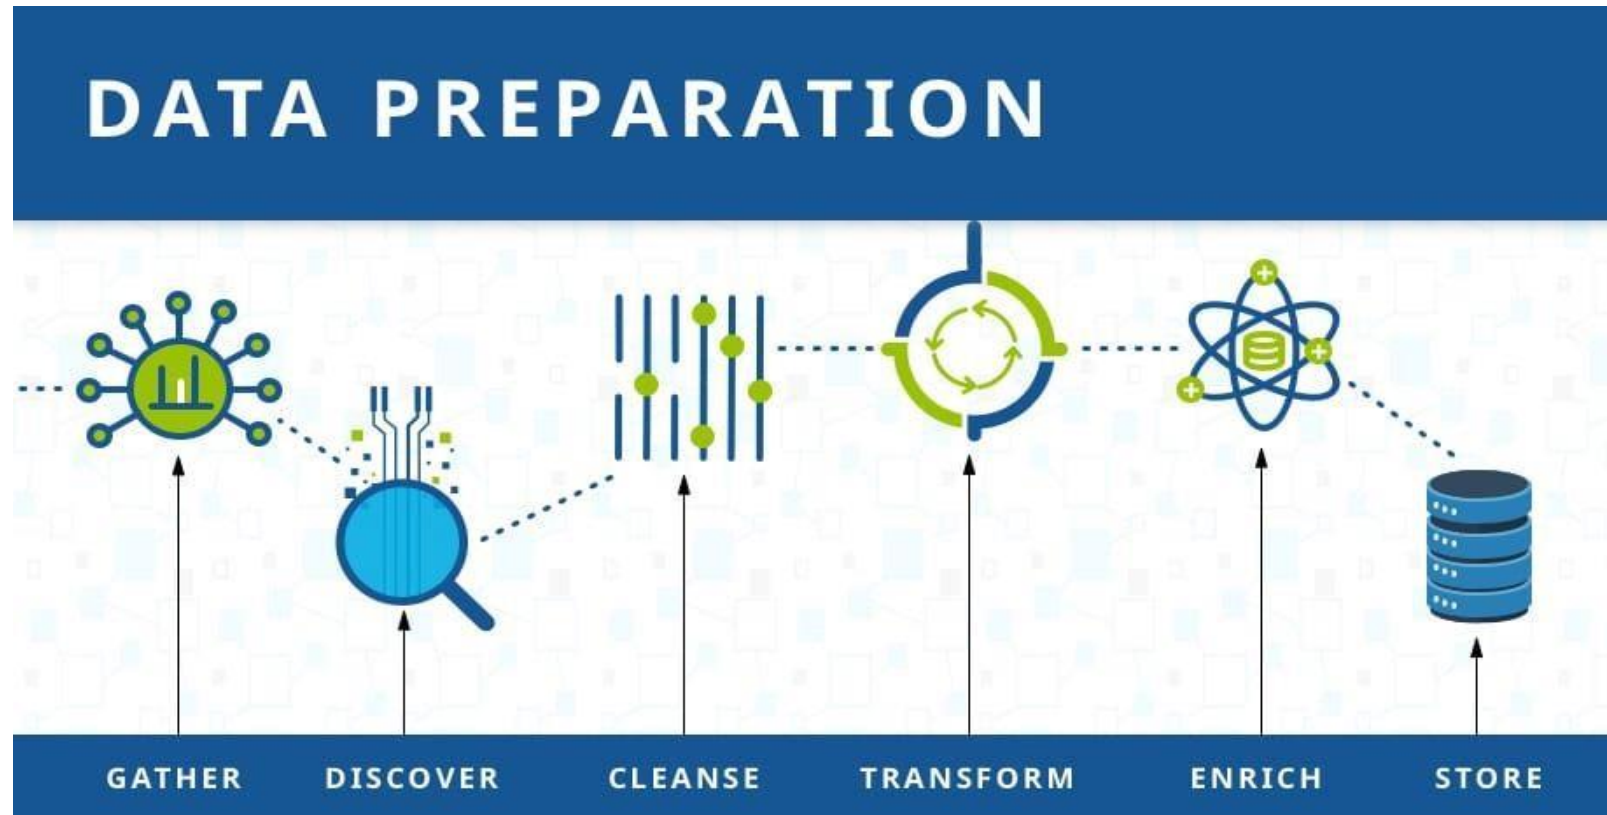 DATA PREPARATION
GATHER DISCOVER CLEANSE TRANSFORM ENRICH STORE